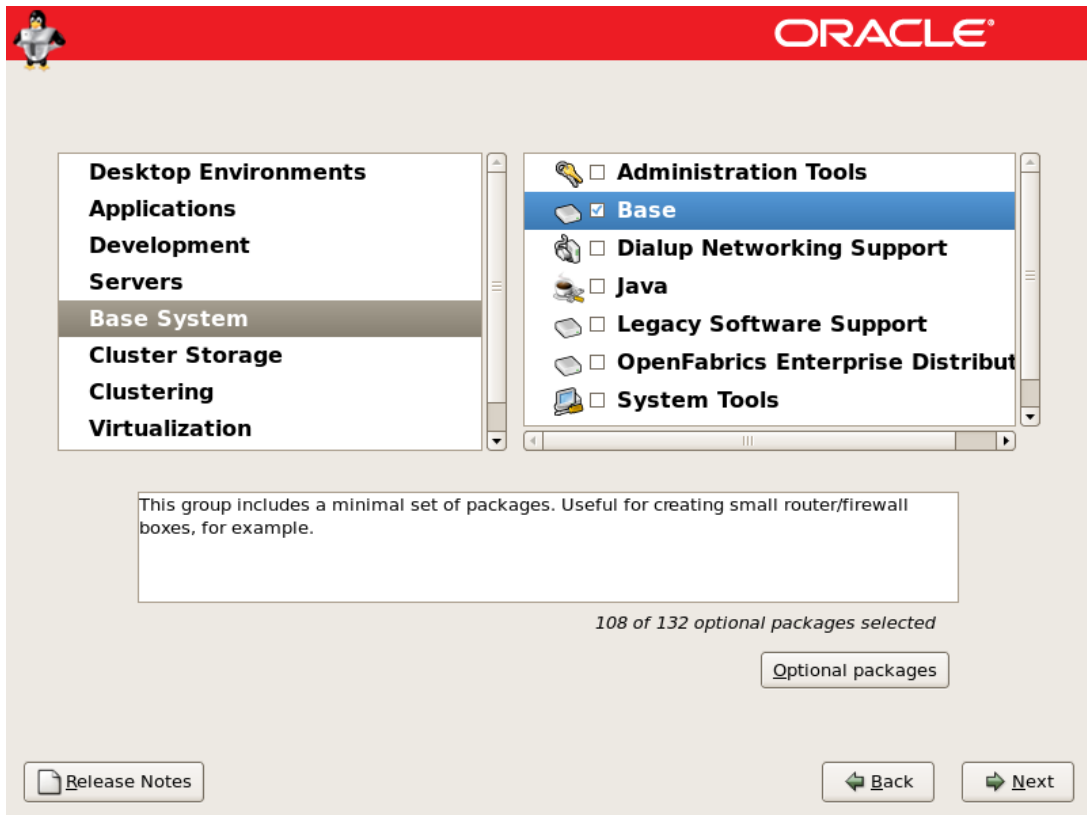 ORACLE®
Desktop Environments
Applications
Development
Servers
Base System
Cluster Storage
Clustering
Virtualization
Administration Tools
Base
Dialup Networking Support
Java
Legacy Software Support
OpenFabrics Enterprise Distribut
System Tools
This group includes a minimal set of packages. Useful for creating small router/firewall
boxes, for example.
108 of 132 optional packages selected
Optional packages
Release Notes
Back
Next